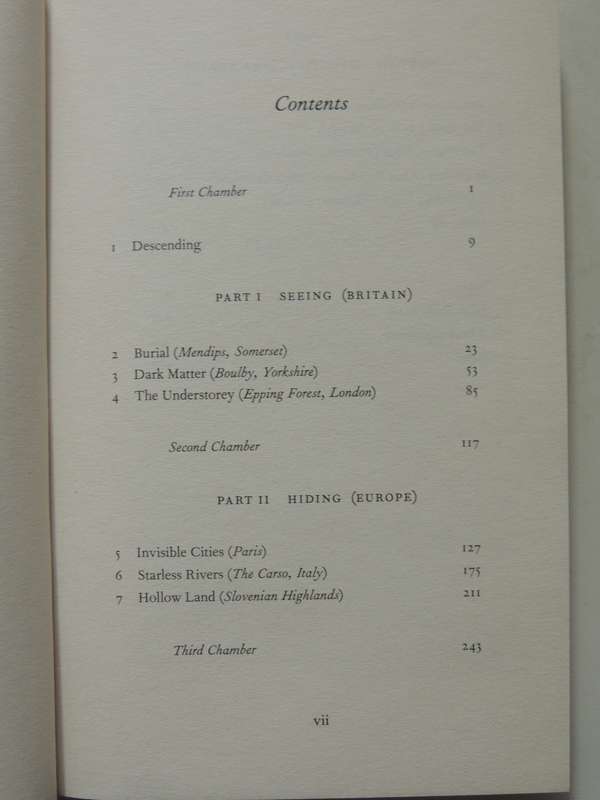 Contents
First Chamber 1
1 Descending 9
PART I SEEING (BRITAIN)
2 Burial (Mendips, Somerset) 23
3 Dark Matter (Boulby, Yorkshire) 53
4 The Understorey (Epping Forest, London) 85
Second Chamber 117
PART II HIDING (EUROPE)
5 Invisible Cities (Paris) 127
6 Starless Rivers (The Carso, Italy) 175
7 Hollow Land (Slovenian Highlands) 211
Third Chamber 243
vii